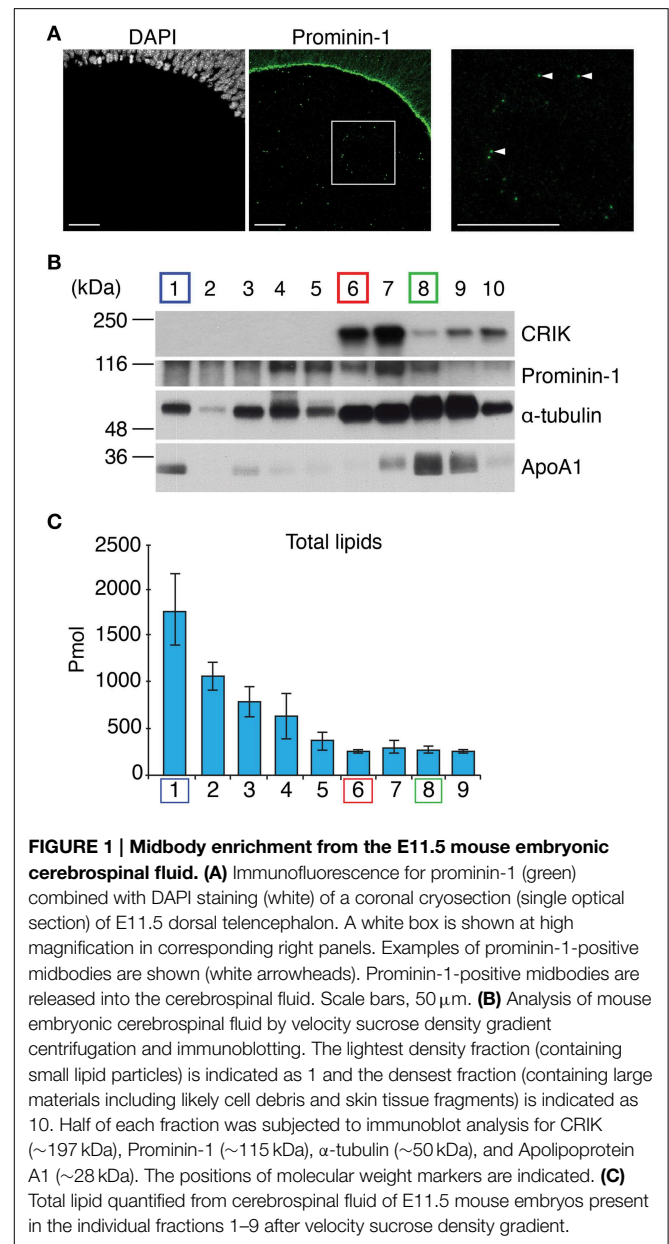 A
DAPI
Prominin-1
B
(kDa) 1 2 3 4 5 6 7 8 9 10
250
CRIK
116
Prominin-1
α-tubulin
48
36
ApoA1
C
Total lipids
Pmol
2500
2000
1000
500
0
1 2 3 4 5 6 7 8 9
FIGURE 1 | Midbody enrichment from the E11.5 mouse embryonic
cerebrospinal fluid. (A) Immunofluorescence for prominin-1 (green)
combined with DAPI staining (white) of a coronal cryosection (single optical
section) of E11.5 dorsal telencephalon. A white box is shown at high
magnification in corresponding right panels. Examples of prominin-1-positive
midbodies are shown (white arrowheads). Prominin-1-positive midbodies are
released into the cerebrospinal fluid. Scale bars, 50 μm. (B) Analysis of mouse
embryonic cerebrospinal fluid by velocity sucrose density gradient
centrifugation and immunoblotting. The lightest density fraction (containing
small lipid particles) is indicated as 1 and the densest fraction (containing large
materials including likely cell debris and skin tissue fragments) is indicated as
10. Half of each fraction was subjected to immunoblot analysis for CRIK
(∼197 kDa), Prominin-1 (∼115 kDa), α-tubulin (∼50 kDa), and Apolipoprotein
A1 (∼28 kDa). The positions of molecular weight markers are indicated. (C)
Total lipid quantified from cerebrospinal fluid of E11.5 mouse embryos present
in the individual fractions 1–9 after velocity sucrose density gradient.